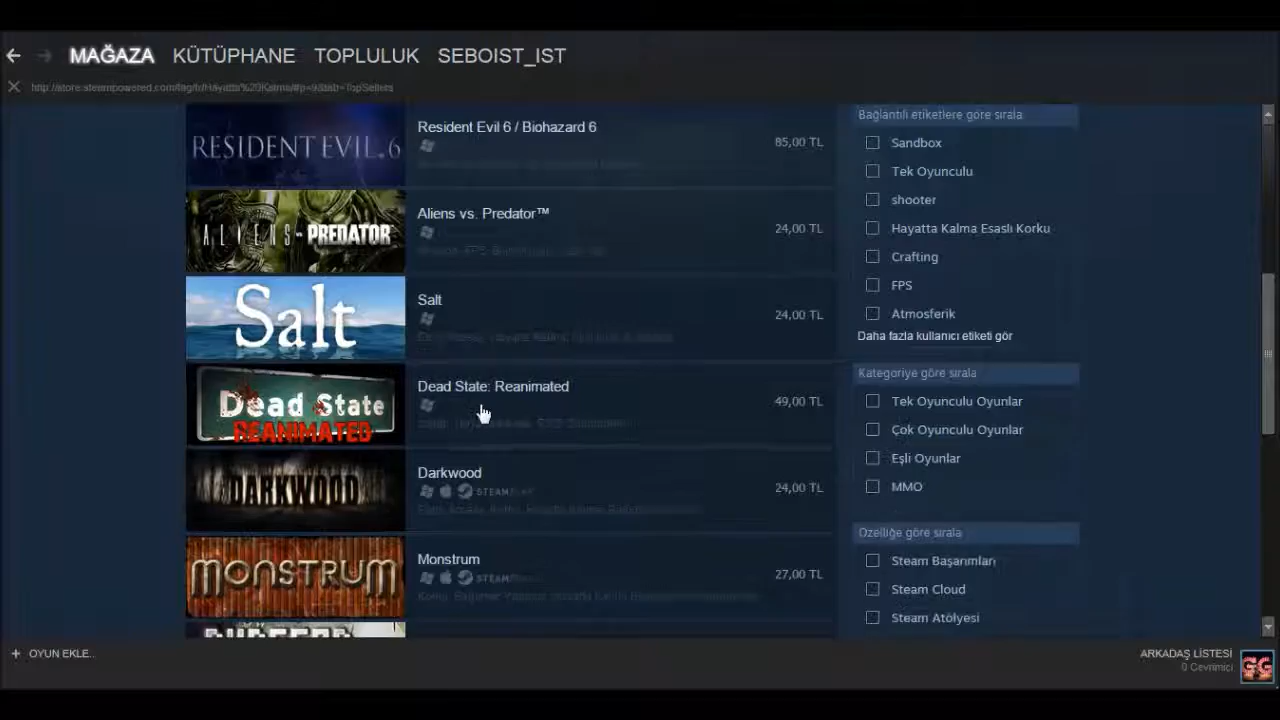 MAĞAZA KÜTÜPHANE TOPLULUK SEBOIST_IST
RESIDENT EVIL 6
Resident Evil 6 / Biohazard 6
85,00 TL
ALIENS VS. PREDATOR
Aliens vs. Predator™
24,00 TL
Salt
Salt
24,00 TL
Dead State
REANIMATED
Dead State: Reanimated
49,00 TL
DARKWOOD
Darkwood
STEAMPLAY
24,00 TL
MONSTRUM
Monstrum
STEAMPLAY
27,00 TL
Bağlantılı etiketlere göre sırala
Sandbox
Tek Oyunculu
shooter
Hayatta Kalma Esaslı Korku
Crafting
FPS
Atmosferik
Daha fazla kullanıcı etiketi gör
Kategoriye göre sırala
Tek Oyunculu Oyunlar
Çok Oyunculu Oyunlar
Eşli Oyunlar
MMO
Özelliğe göre sırala
Steam Başarımları
Steam Cloud
Steam Atölyesi
+ OYUN EKLE..
ARKADAŞ LİSTESİ
0 Çevrimiçi